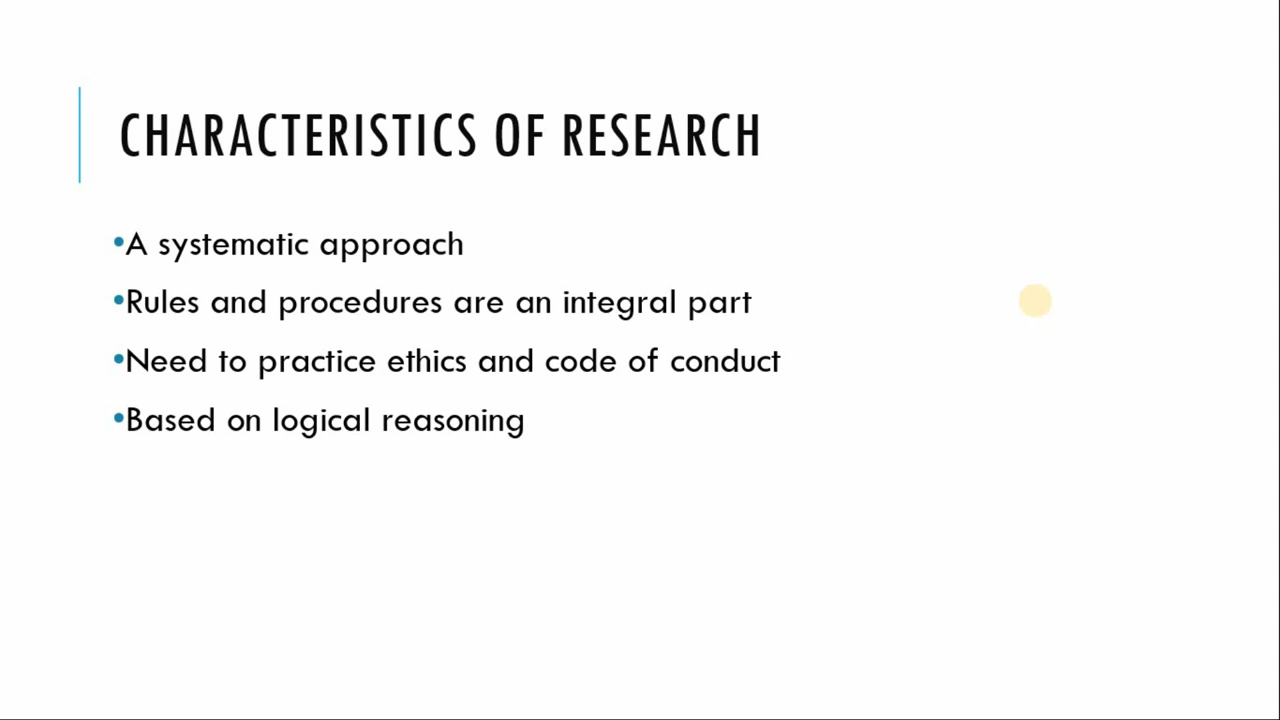 CHARACTERISTICS OF RESEARCH
•A systematic approach
•Rules and procedures are an integral part
•Need to practice ethics and code of conduct
•Based on logical reasoning